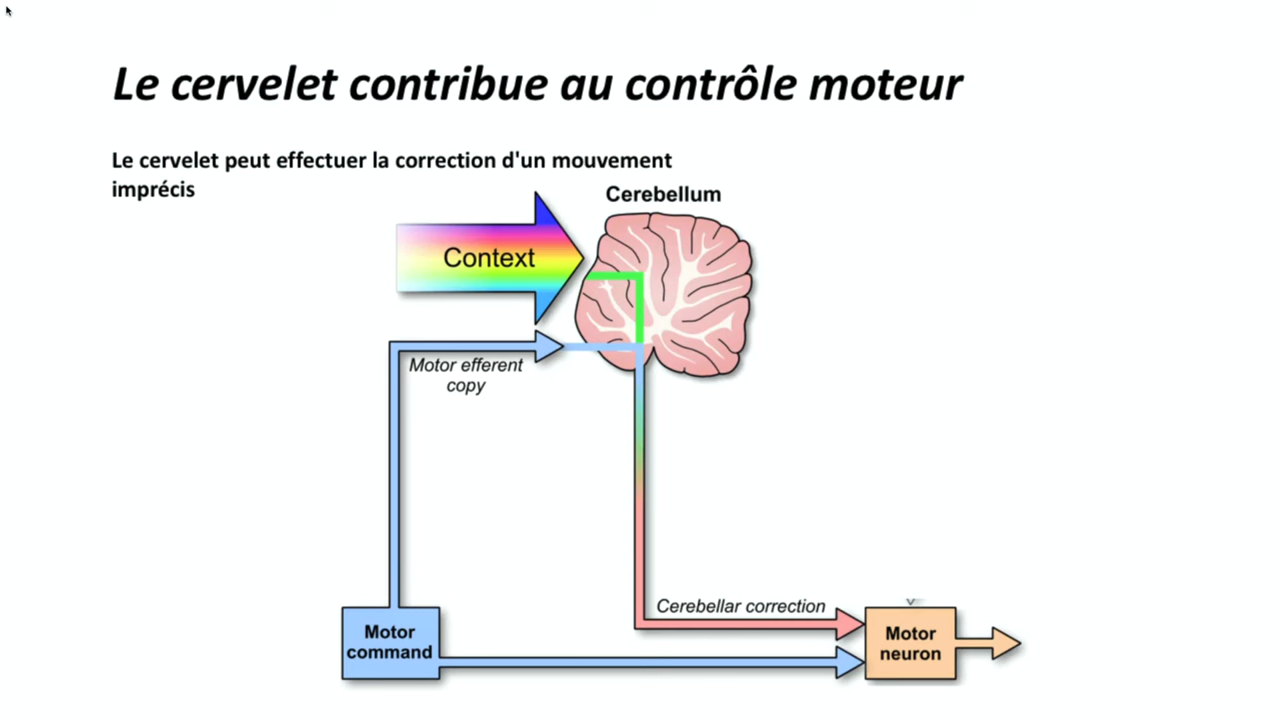 Le cervelet contribue au contrôle moteur
Le cervelet peut effectuer la correction d'un mouvement
imprécis
Cerebellum
Context
Motor efferent
copy
Cerebellar correction
Motor
command
Motor
neuron